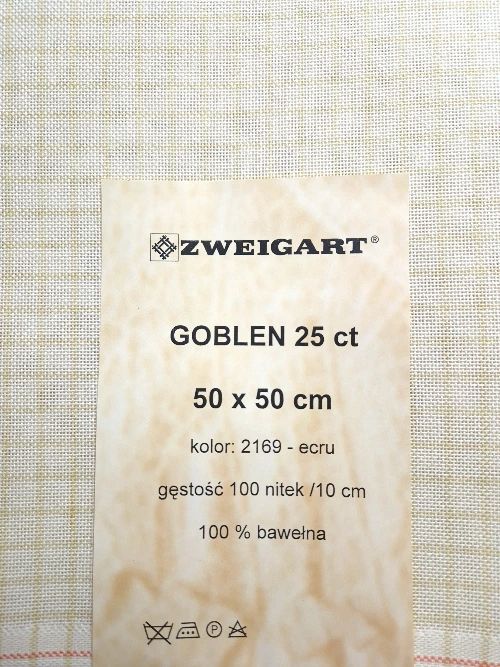 ZWEIGART®
GOBLEN 25 ct
50 x 50 cm
kolor: 2169 - ecru
gęstość 100 nitek /10 cm
100 % bawełna
P